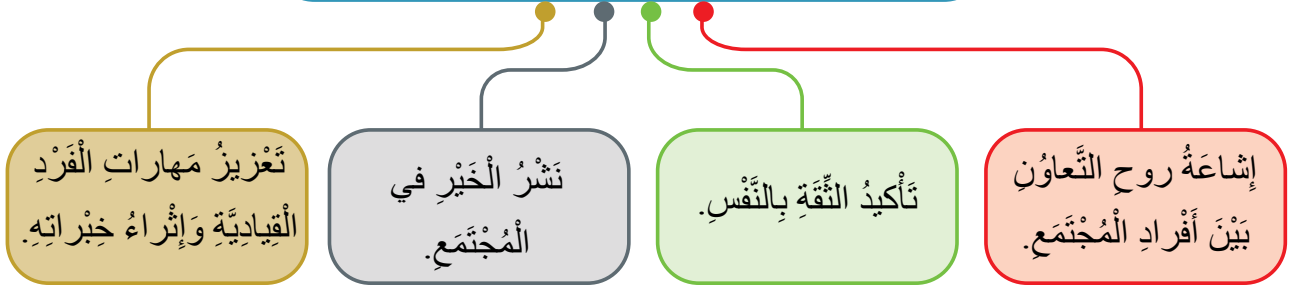 إِشاعَةُ روحِ التَّعاوُنِ
بَيْنَ أَفْرادِ الْمُجْتَمَعِ.
تَأْكيدُ الثِّقَةِ بِالنَّفْسِ.
نَشْرُ الْخَيْرِ في
الْمُجْتَمَعِ.
تَعْزيزُ مَهاراتِ الْفَرْدِ
الْقِيادِيَّةِ وَإِثْراءُ خِبْراتِهِ.